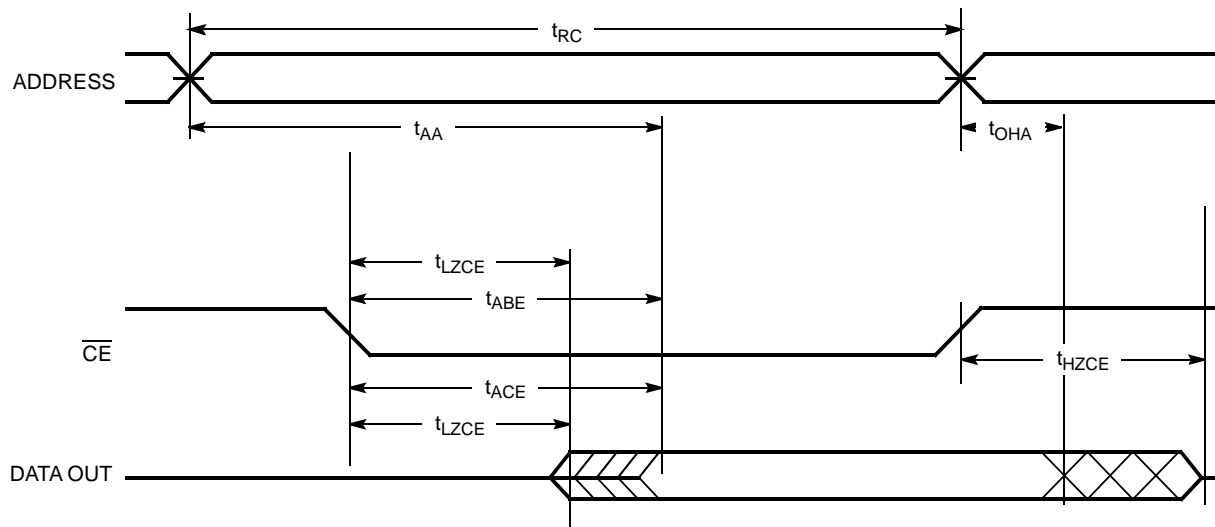 tRC
ADDRESS
tAA
tOHA
tLZCE
tABE
CE
tHZCE
tACE
tLZCE
DATA OUT